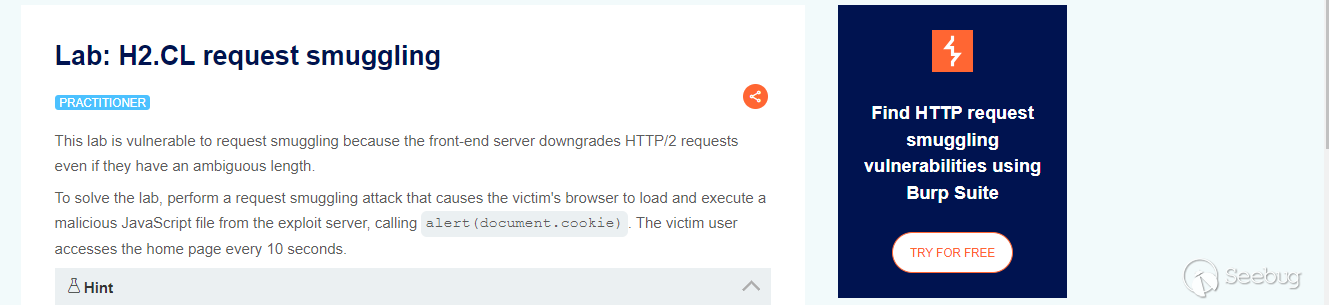 Lab: H2.CL request smuggling
PRACTITIONER
This lab is vulnerable to request smuggling because the front-end server downgrades HTTP/2 requests
even if they have an ambiguous length.
To solve the lab, perform a request smuggling attack that causes the victim's browser to load and execute a
malicious JavaScript file from the exploit server, calling alert(document.cookie). The victim user
accesses the home page every 10 seconds.
Hint
Find HTTP request
smuggling
vulnerabilities using
Burp Suite
TRY FOR FREE
Seebug